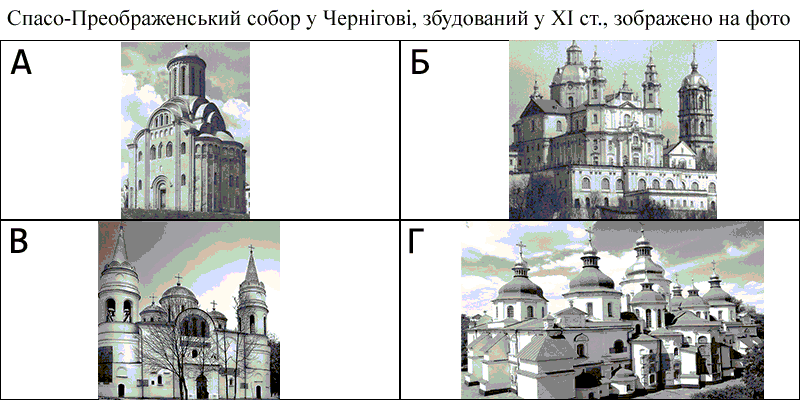 Спасо-Преображенський собор у Чернігові, збудований у XI ст., зображено на фото
А
Б
В
Г